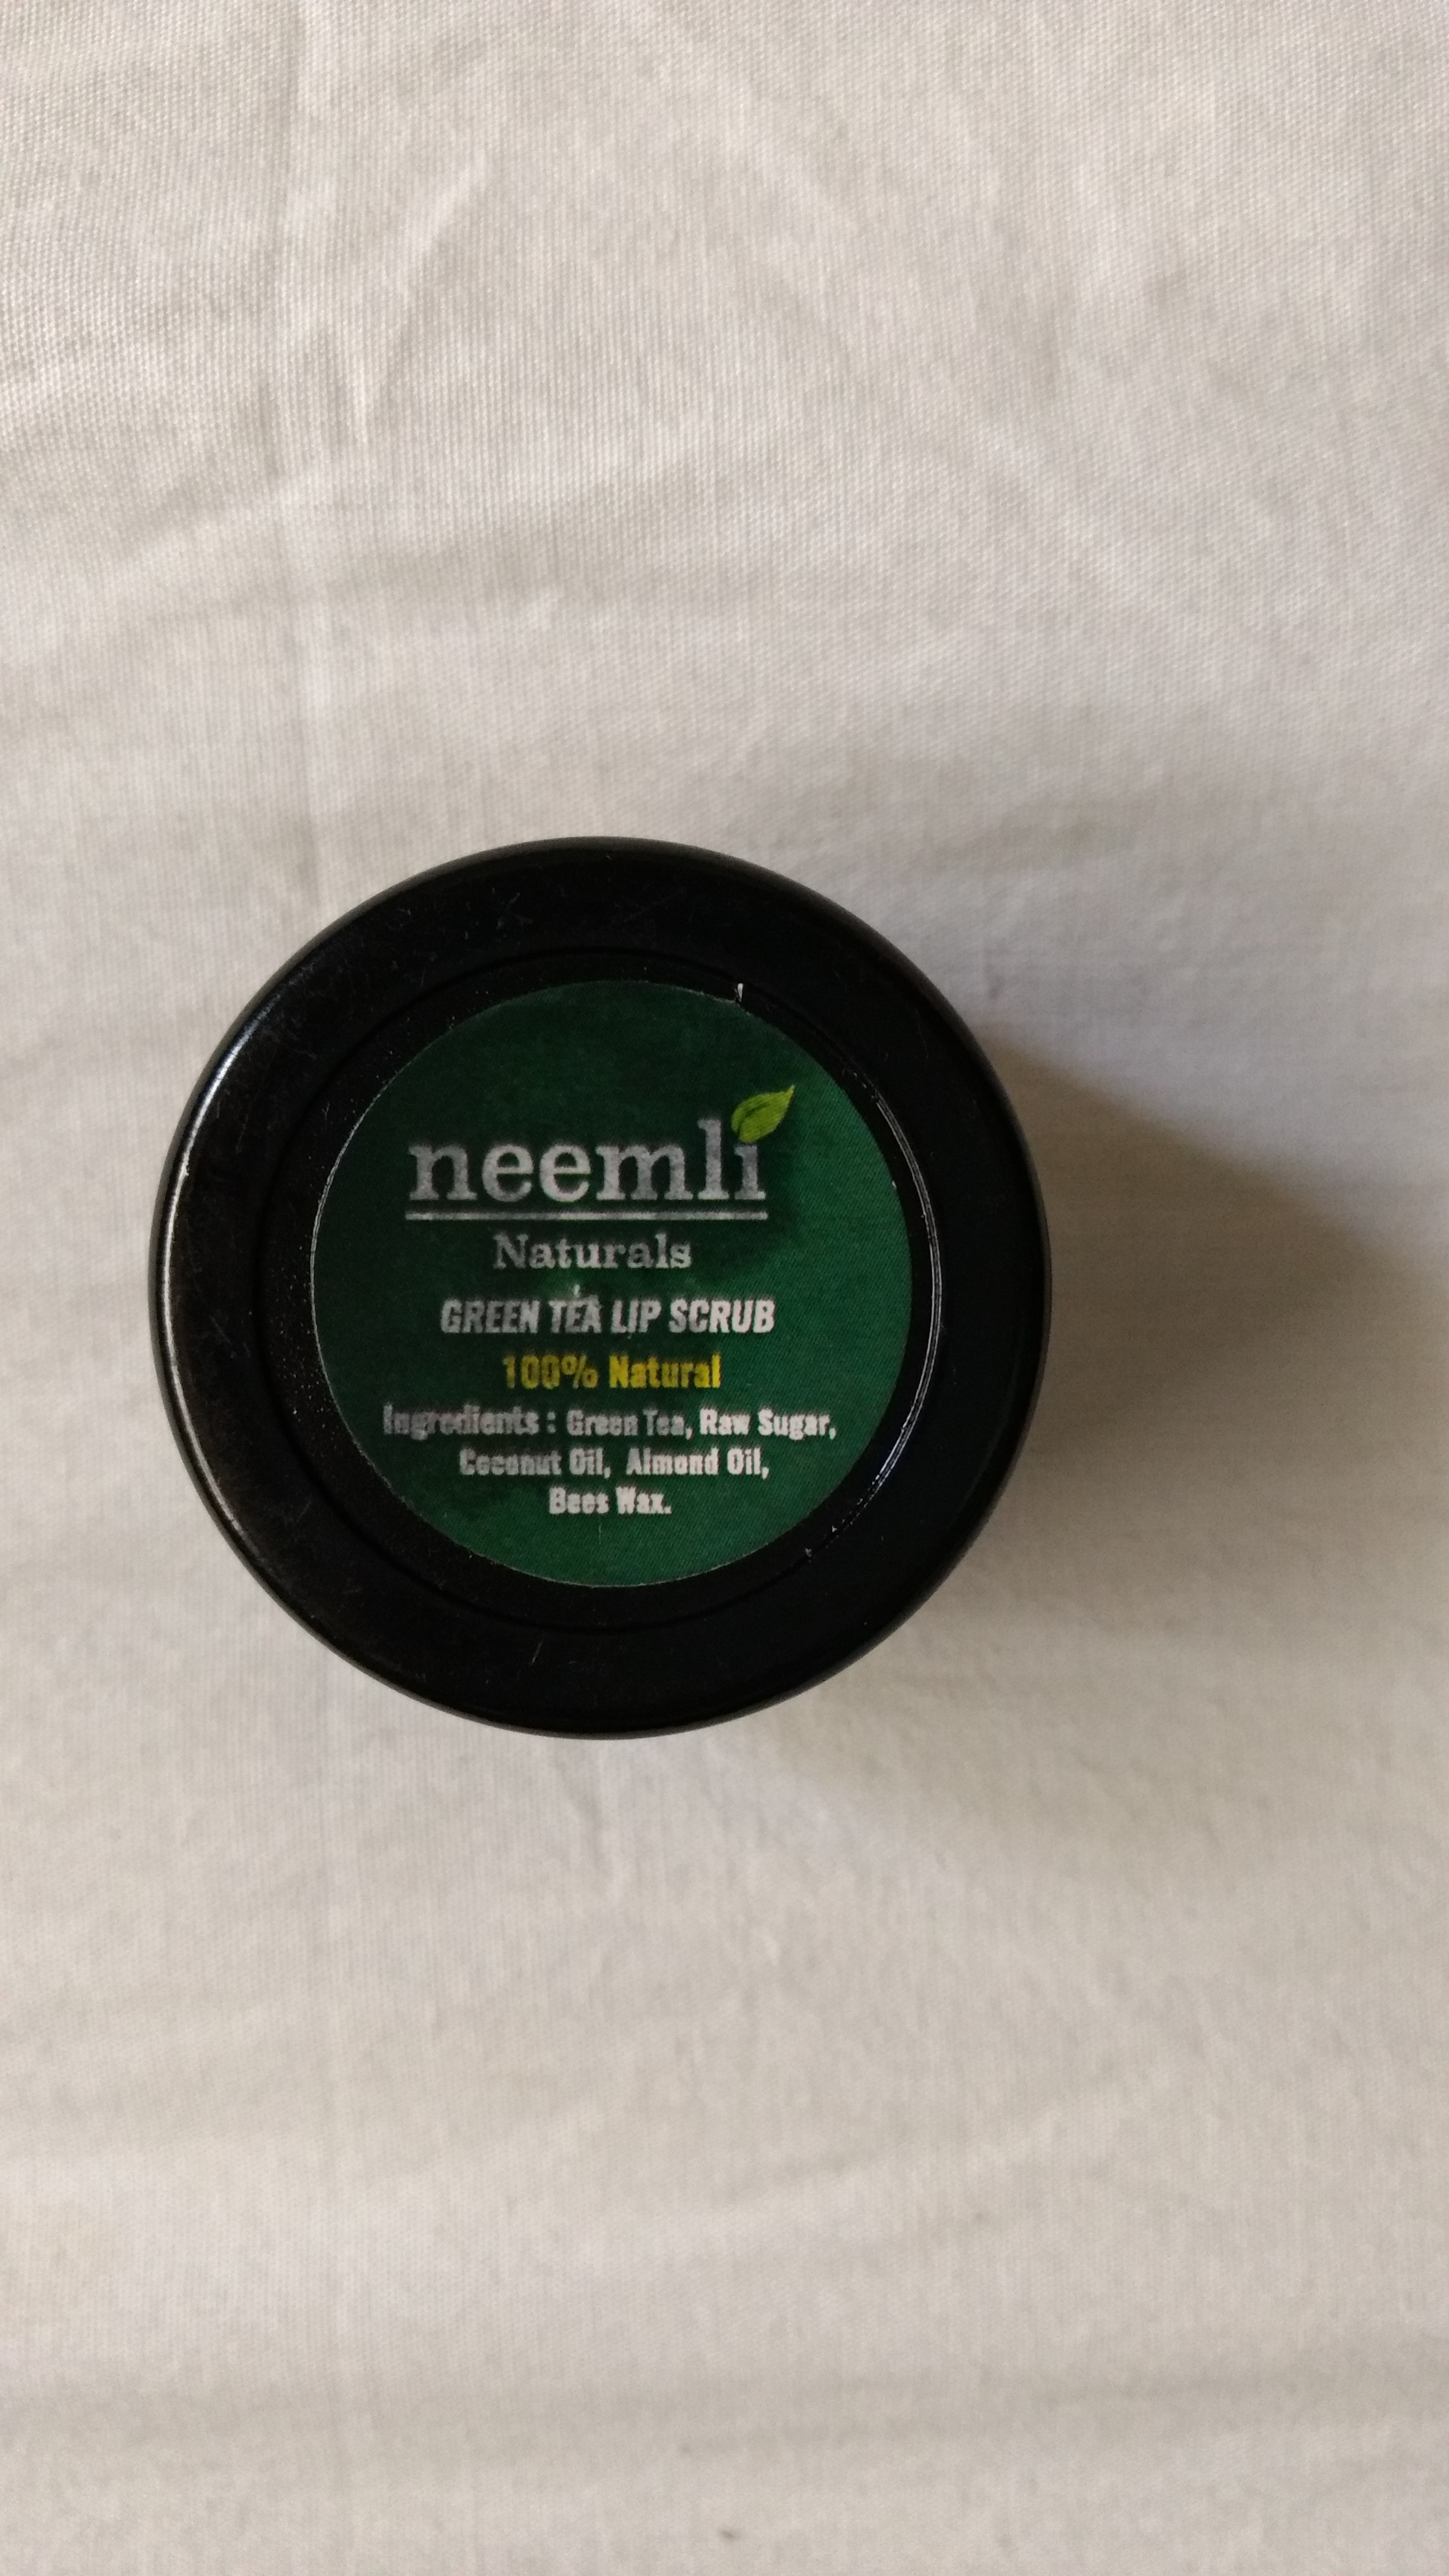 neemli
Naturals
GREEN TEA LIP SCRUB
100% Natural
Ingredients : Green Tea, Raw Sugar,
Coconut Oil, Almond Oil,
Bees Wax.